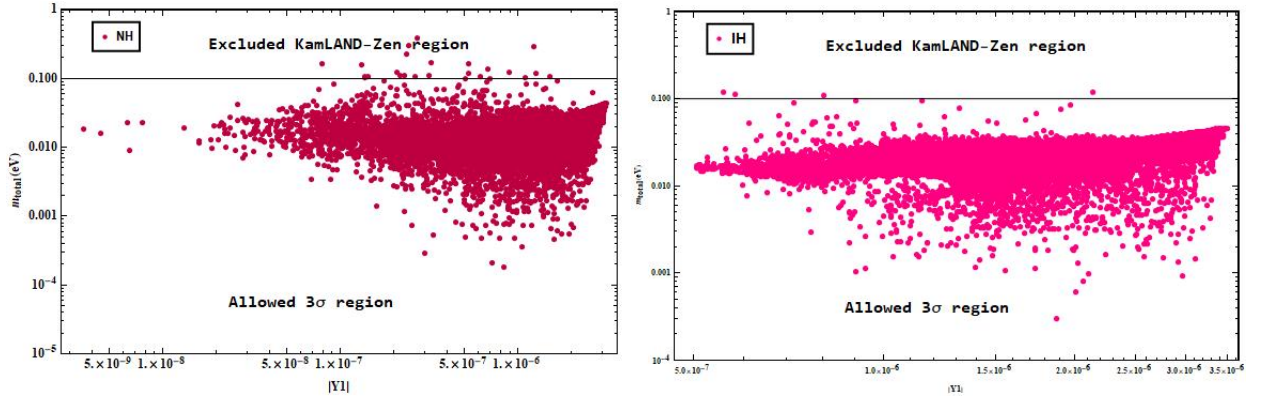 1
NH
Excluded KamLAND-Zen region
0.100
0.010
0.001
10⁻⁴
10⁻⁵
m_total(eV)
Allowed 3σ region
5.×10⁻⁹ 1.×10⁻⁸ 5.×10⁻⁸ 1.×10⁻⁷ 5.×10⁻⁷ 1.×10⁻⁶
|Y1|
1
IH
Excluded KamLAND-Zen region
0.100
0.010
0.001
10⁻⁴
m_total(eV)
Allowed 3σ region
5.0×10⁻⁷ 1.0×10⁻⁶ 1.5×10⁻⁶ 2.0×10⁻⁶ 2.5×10⁻⁶ 3.0×10⁻⁶ 3.5×10⁻⁶
|Y1|